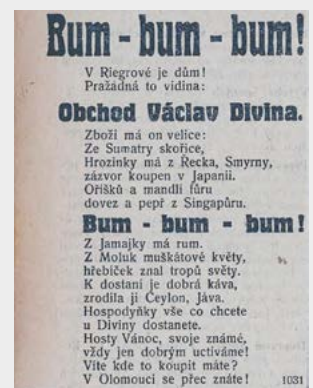 Bum - bum - bum!
V Riegrově je dům!
Pražádná to vidina:
Obchod Václav Divina.
Zboží má on velice:
Ze Sumatry skořice,
Hrozinky má z Řecka, Smyrny,
zázvor koupen v Japanii.
Oříšků a mandlí fůru
dovez a pepř z Singapůru.
Bum - bum - bum!
Z Jamajky má rum.
Z Moluk muškátové květy,
hřebíček znal tropů světy.
K dostaní je dobrá káva,
zrodila ji Ceylon, Jáva.
Hospodyňky vše co chcete
u Diviny dostanete.
Hosty Vánoc, svoje známé,
vždy jen dobrým uctíváme!
Víte kde to koupit máte?
V Olomouci se přec znáte! 1031